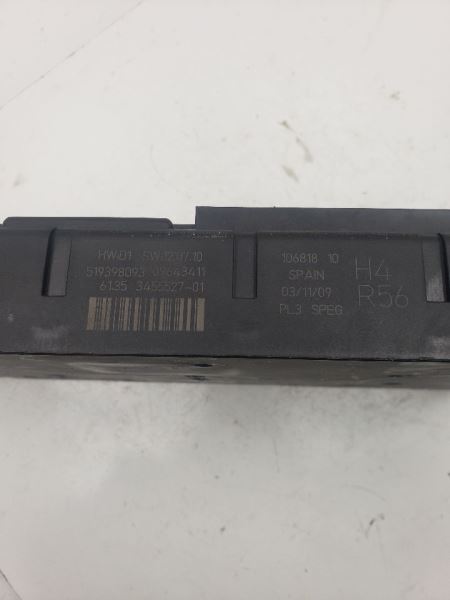 HW:01 SW:12.07.10
519398093 09643411
6135 3455527-01
106818 10
SPAIN
03/11/09
PL3 SPEG
H4
R56